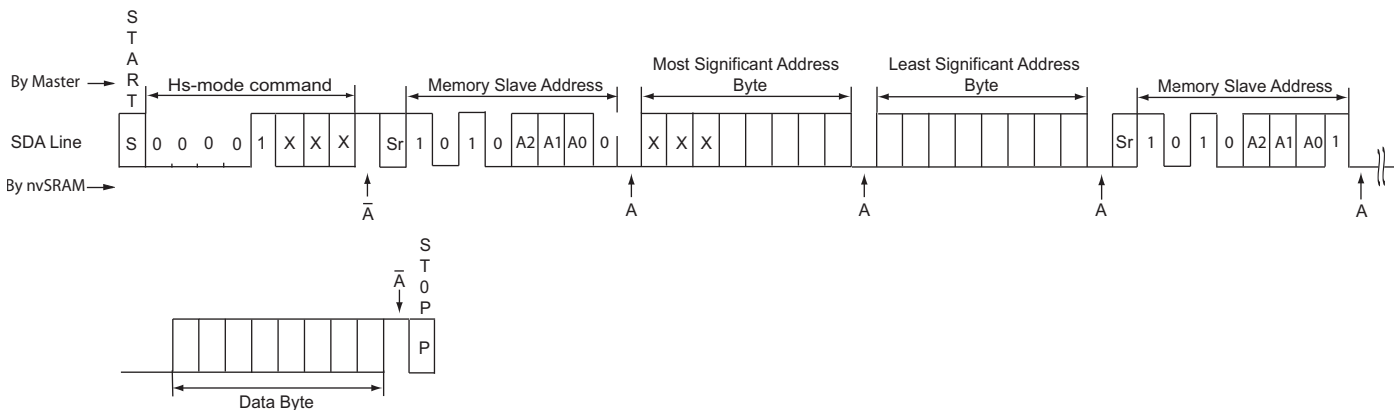 START
By Master
Hs-mode command
Memory Slave Address
Most Significant Address
Byte
Least Significant Address
Byte
Memory Slave Address
SDA Line
S 0 0 0 0 1 X X X Sr 1 0 1 0 A2 A1 A0 0 X X X Sr 1 0 1 0 A2 A1 A0 1
By nvSRAM
A̅ A A A A
A̅
ST0P
P
Data Byte